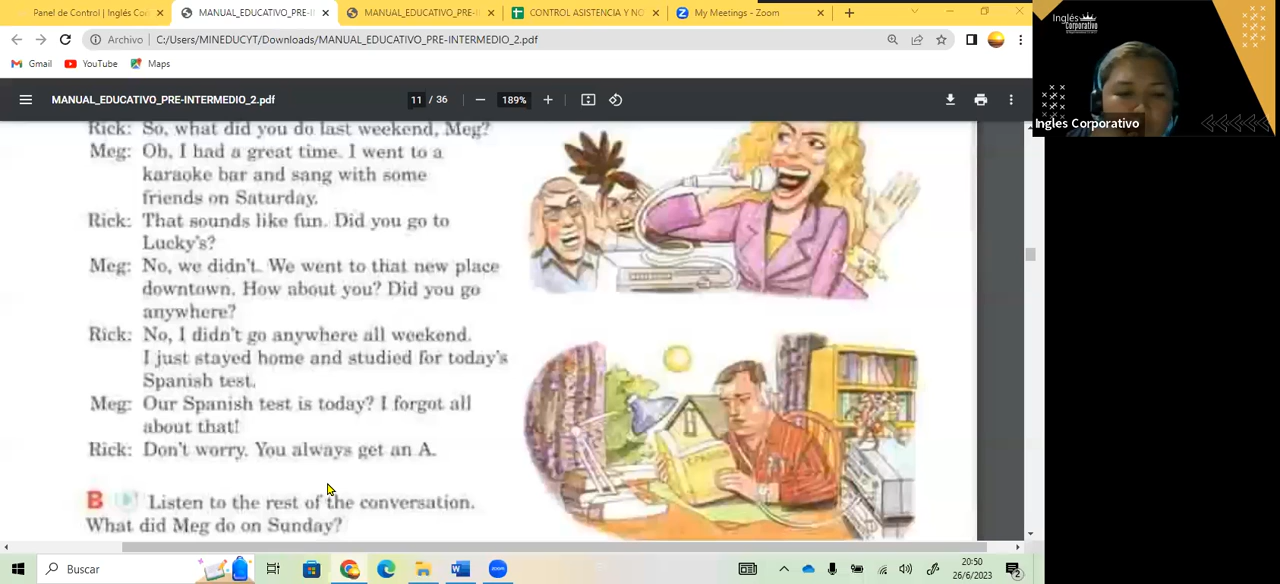 Panel de Control | Inglés Co
MANUAL_EDUCATIVO_PRE-I
MANUAL_EDUCATIVO_PRE-I
CONTROL ASISTENCIA Y NO
My Meetings - Zoom
Archivo
C:/Users/MINEDUCYT/Downloads/MANUAL_EDUCATIVO_PRE-INTERMEDIO_2.pdf
Gmail
YouTube
Maps
MANUAL_EDUCATIVO_PRE-INTERMEDIO_2.pdf
11 / 36
189%
Rick: So, what did you do last weekend, Meg?
Meg: Oh, I had a great time. I went to a
karaoke bar and sang with some
friends on Saturday.
Rick: That sounds like fun. Did you go to
Lucky's?
Meg: No, we didn't. We went to that new place
downtown. How about you? Did you go
anywhere?
Rick: No, I didn't go anywhere all weekend.
I just stayed home and studied for today's
Spanish test.
Meg: Our Spanish test is today? I forgot all
about that!
Rick: Don't worry. You always get an A.
B Listen to the rest of the conversation.
What did Meg do on Sunday?
Inglés
Corporativo
Ingles Corporativo
Buscar
20:50
26/6/2023
2